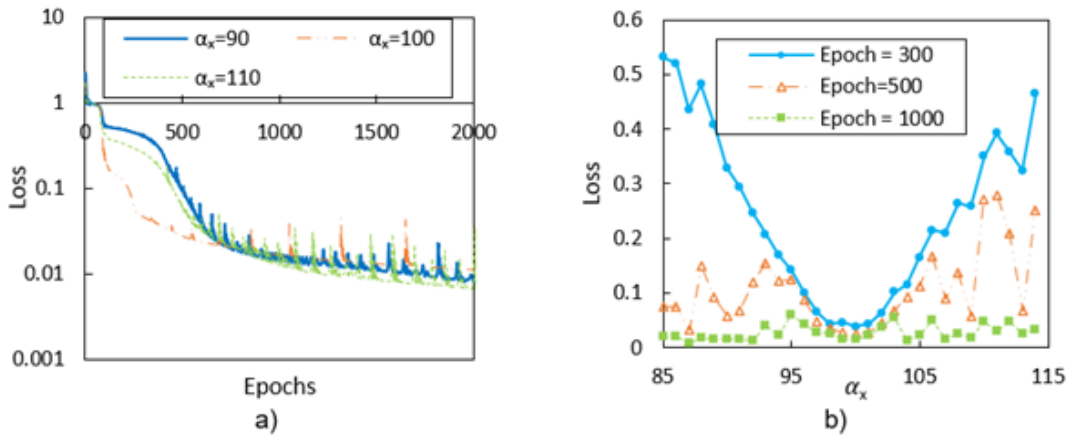 10
1
0.1
0.01
0.001
Loss
αx=90
αx=100
αx=110
0
500
1000
1500
2000
Epochs
a)
0.6
0.5
0.4
0.3
0.2
0.1
0
Loss
Epoch = 300
Epoch=500
Epoch = 1000
85
95
105
115
αx
b)